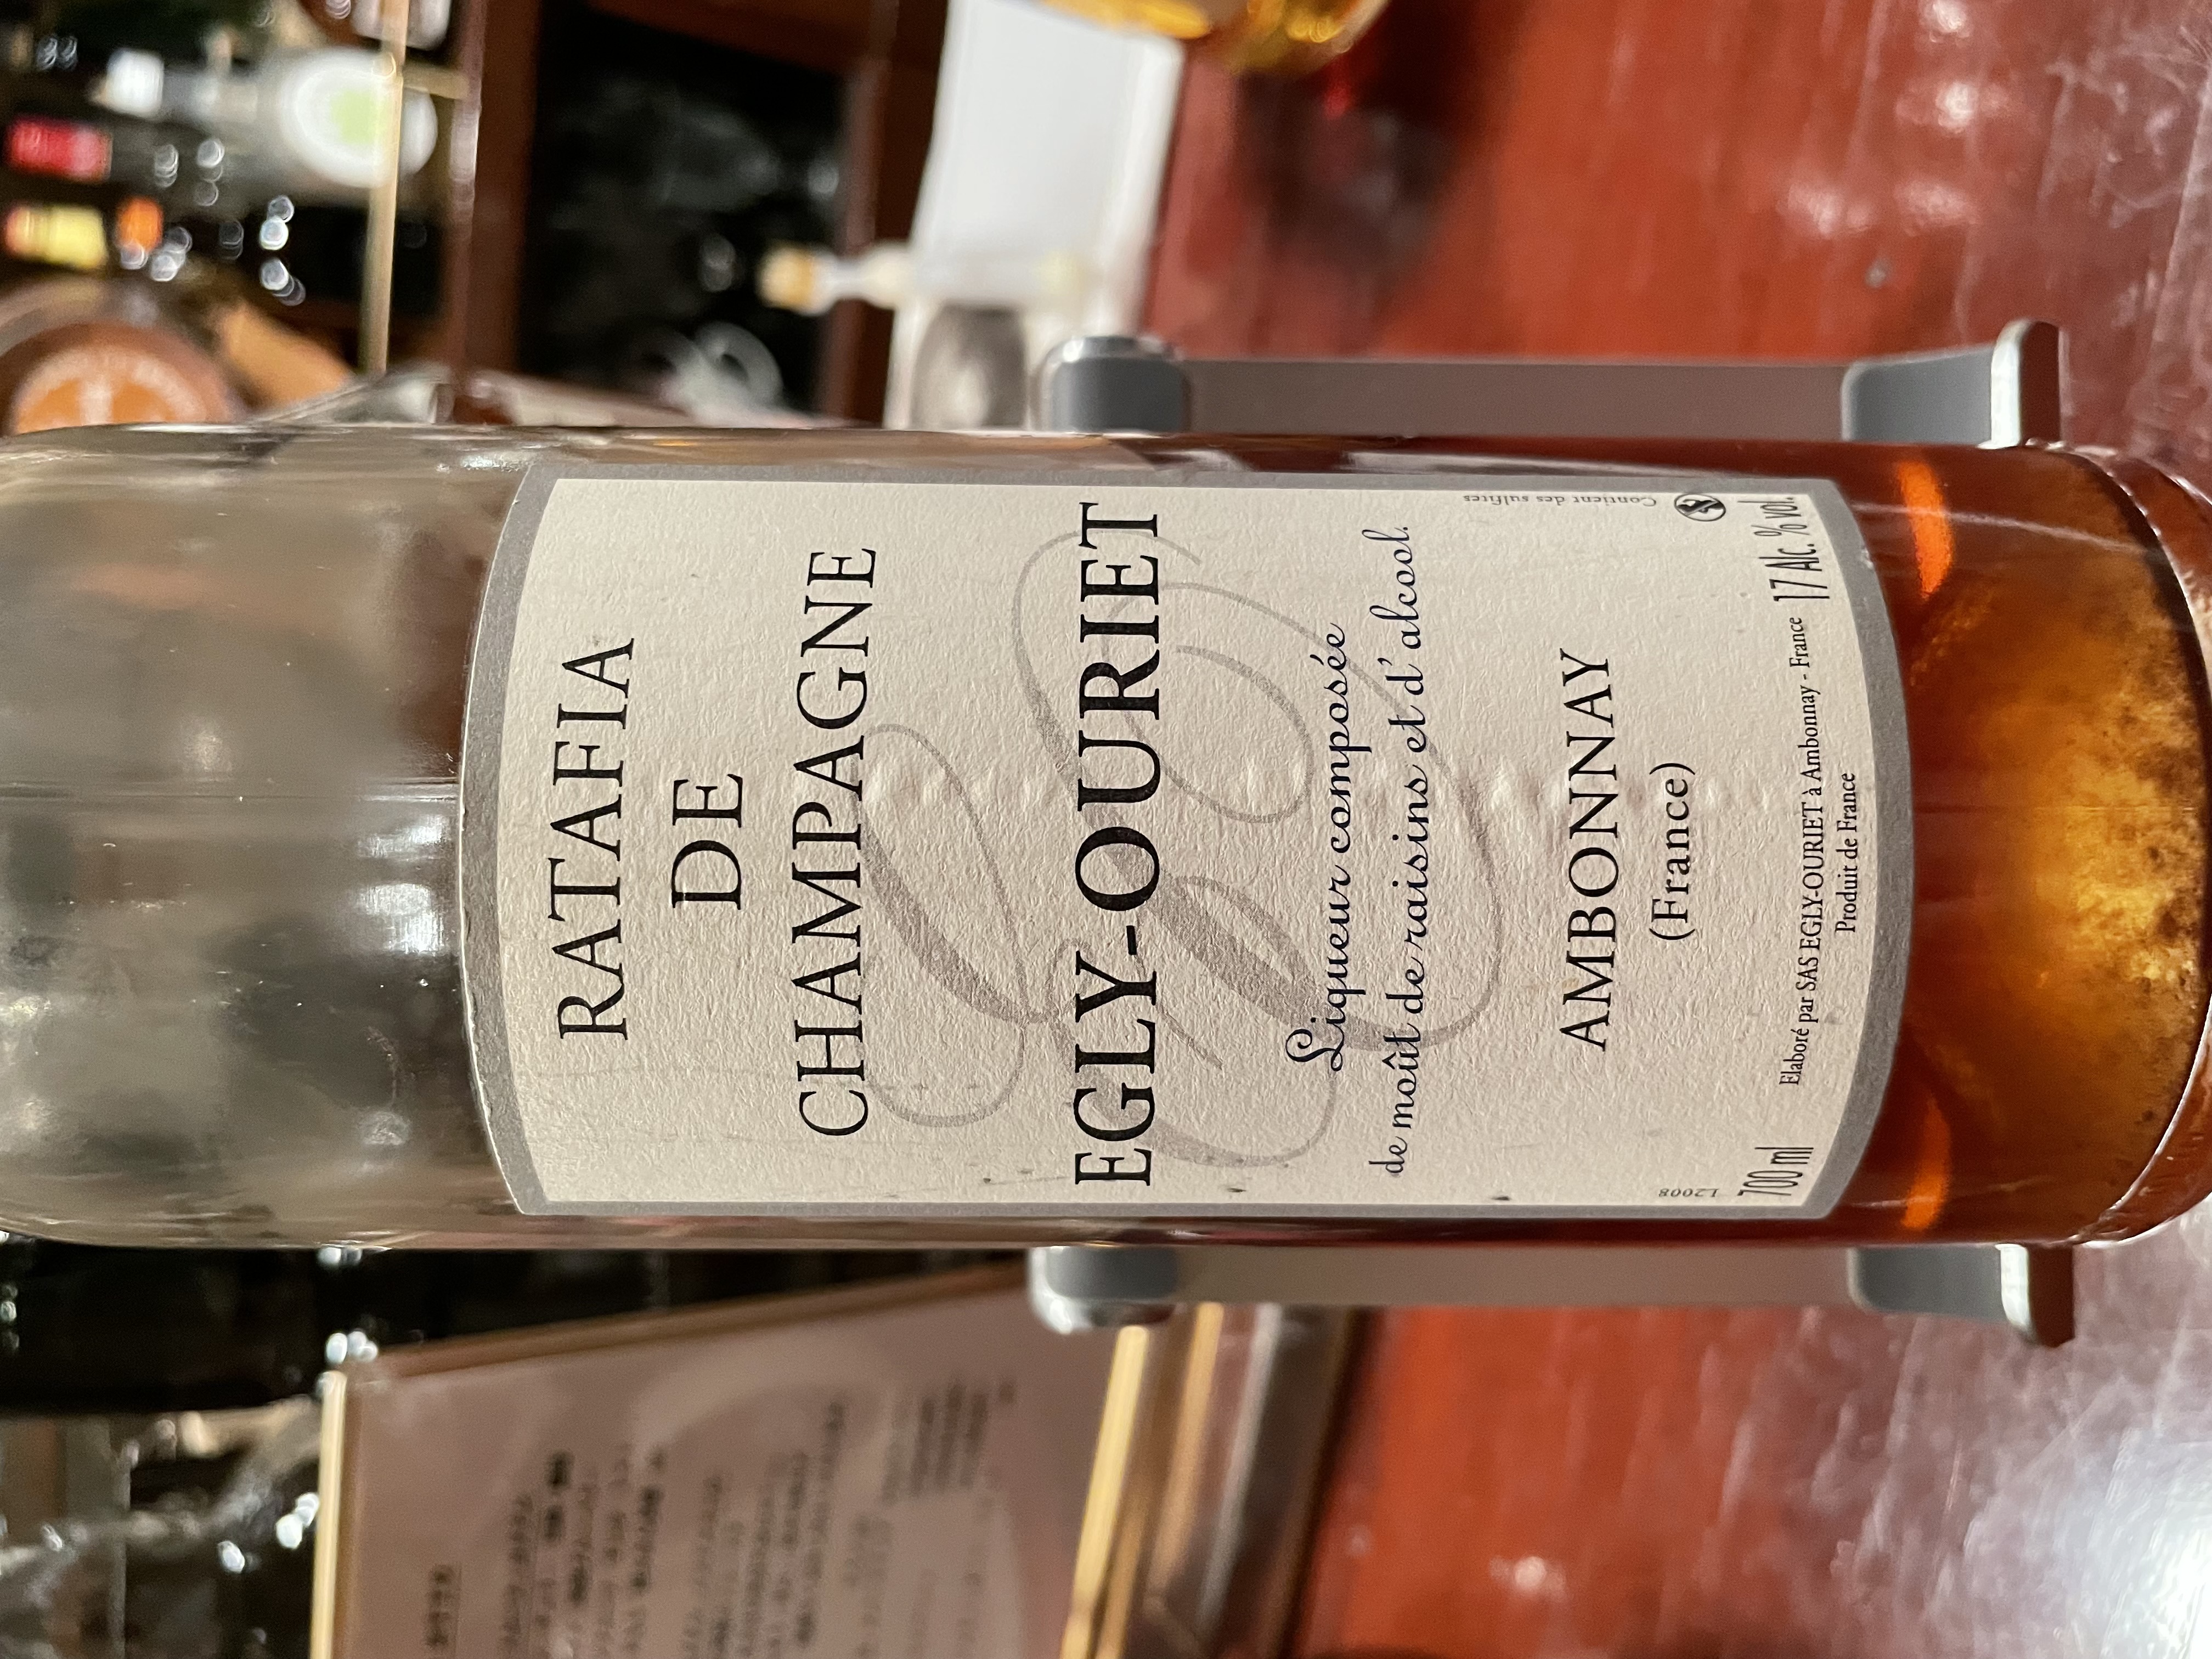 RATAFIA
DE
CHAMPAGNE
EGLY-OURIET
Liqueur composée
de moût de raisins et d'alcool.
AMBONNAY
(France)
Contient des sulfites
L2008
700 ml
Elaboré par SAS EGLY-OURIET à Ambonnay - France
17 Alc. % vol.
Produit de France